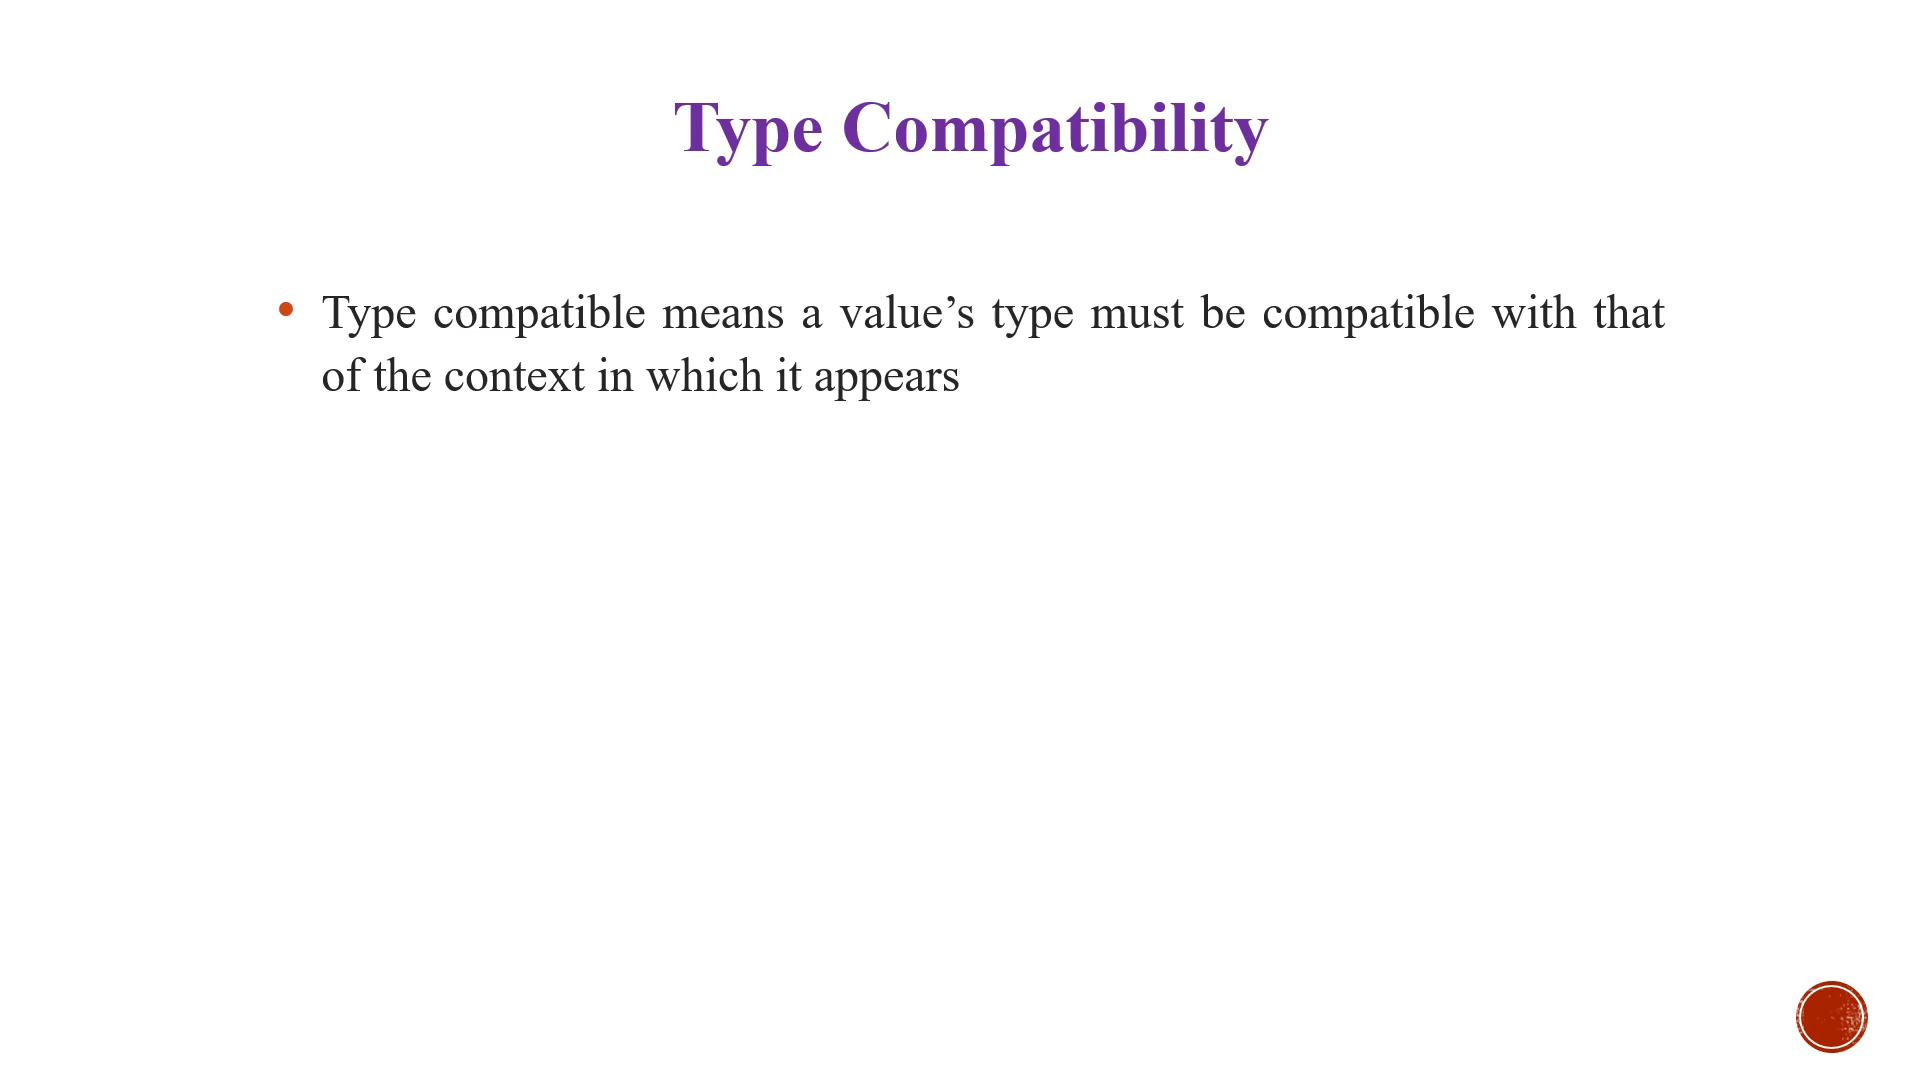 Type Compatibility
• Type compatible means a value’s type must be compatible with that
of the context in which it appears